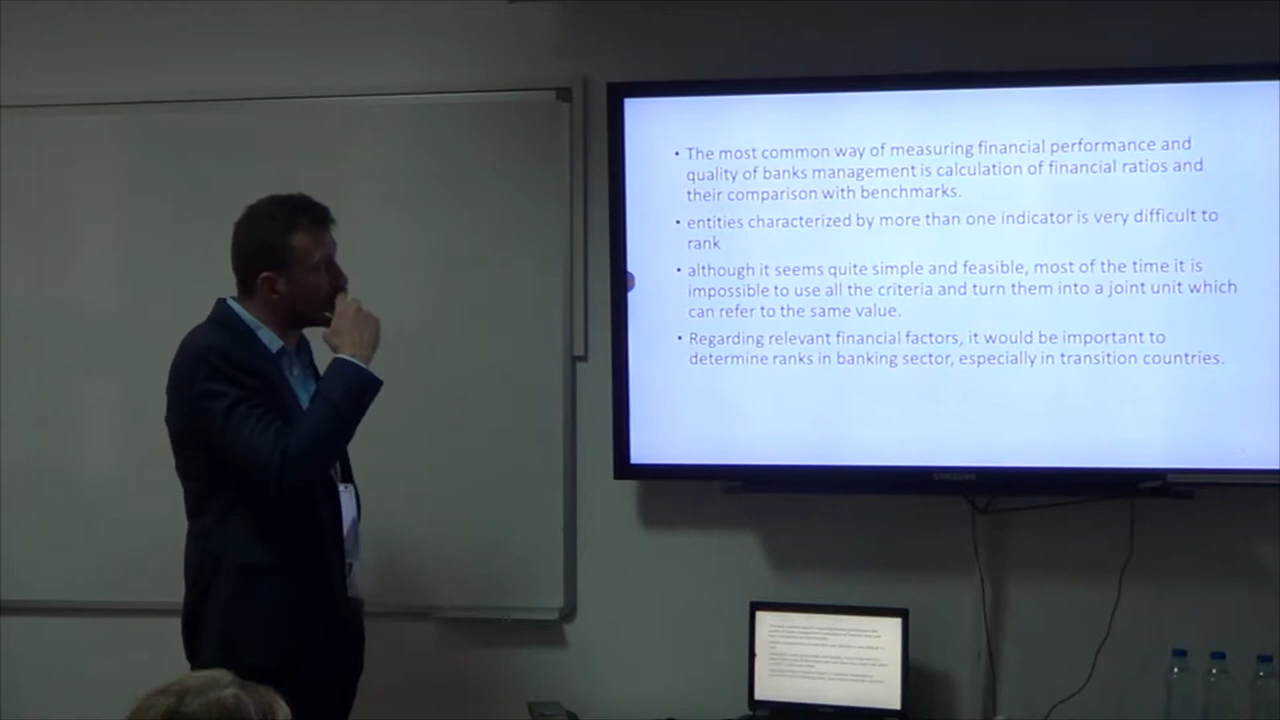 • The most common way of measuring financial performance and
quality of banks management is calculation of financial ratios and
their comparison with benchmarks.
• entities characterized by more than one indicator is very difficult to
rank
• although it seems quite simple and feasible, most of the time it is
impossible to use all the criteria and turn them into a joint unit which
can refer to the same value.
• Regarding relevant financial factors, it would be important to
determine ranks in banking sector, especially in transition countries.
SAMSUNG